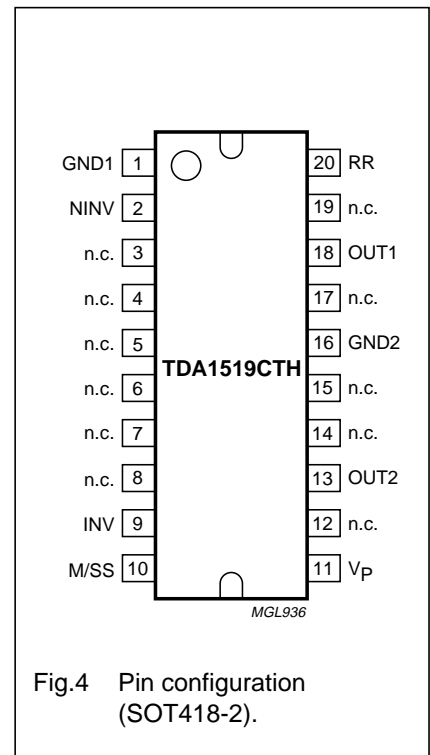 GND1 1
NINV 2
n.c. 3
n.c. 4
n.c. 5
n.c. 6
n.c. 7
n.c. 8
INV 9
M/SS 10
TDA1519CTH
20 RR
19 n.c.
18 OUT1
17 n.c.
16 GND2
15 n.c.
14 n.c.
13 OUT2
12 n.c.
11 VP
MGL936
Fig.4 Pin configuration
(SOT418-2).